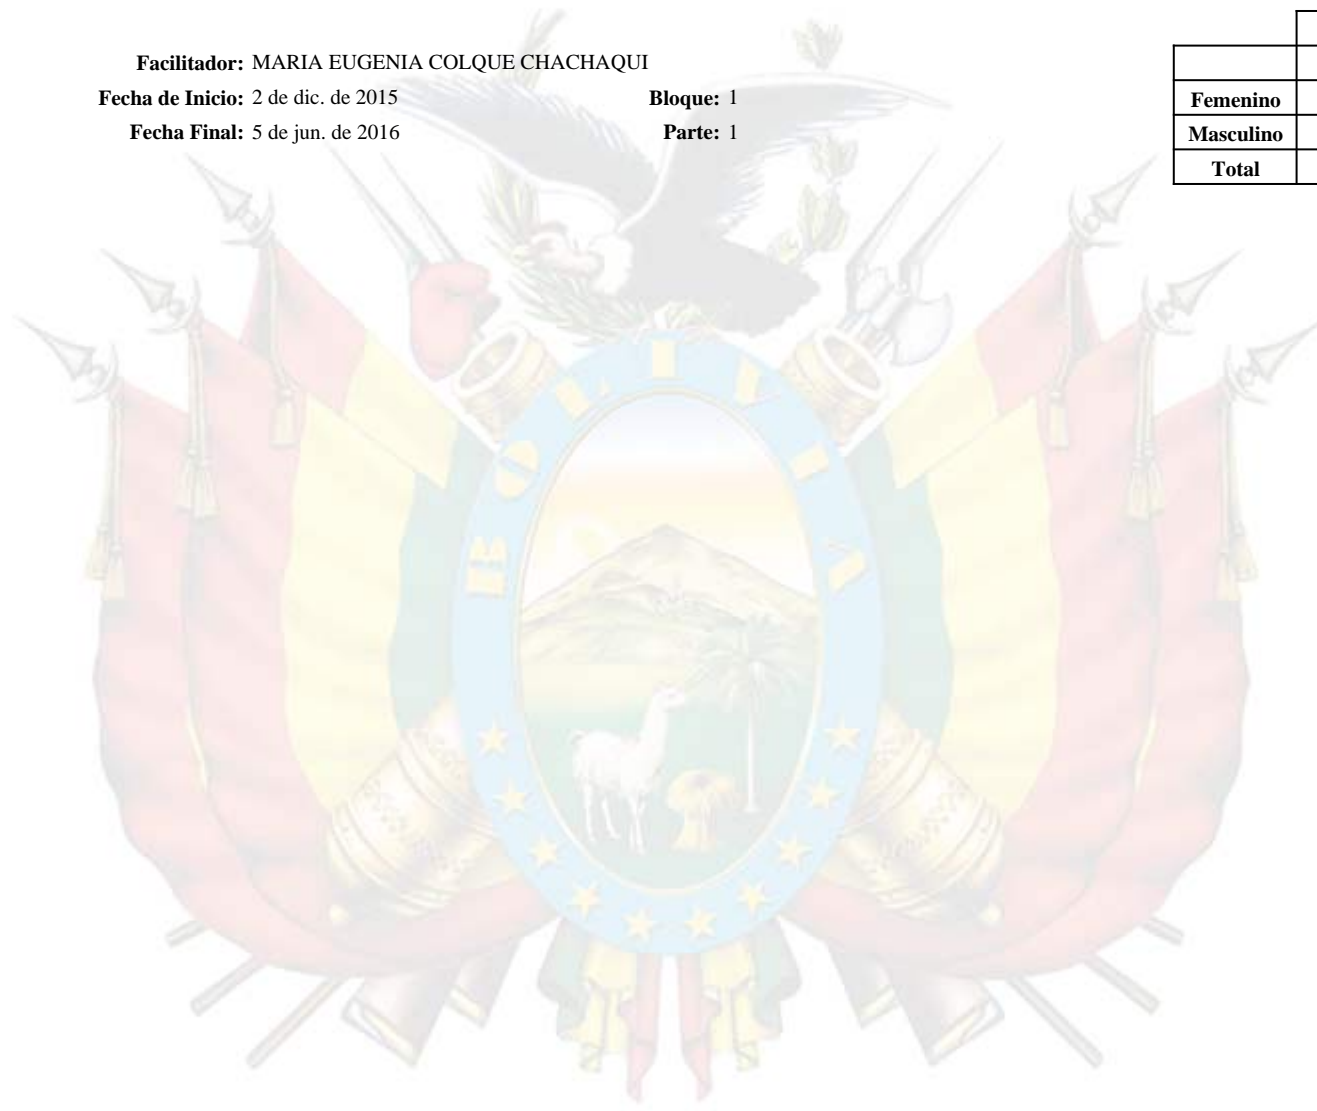 Facilitador: MARIA EUGENIA COLQUE CHACHAQUI
Fecha de Inicio: 2 de dic. de 2015 Bloque: 1
Fecha Final: 5 de jun. de 2016 Parte: 1
Femenino
Masculino
Total
BOLIVIA